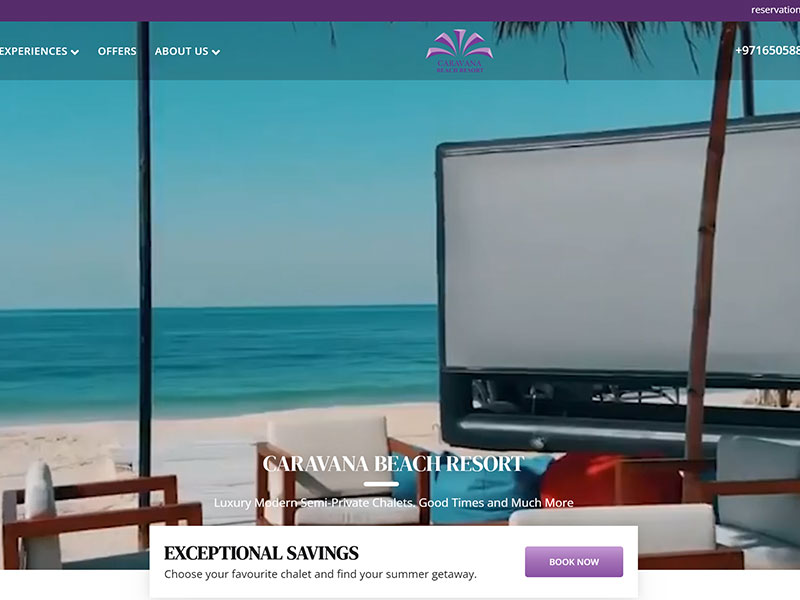 reservation
EXPERIENCES
OFFERS
ABOUT US
CARAVANA
BEACH RESORT
+971650588
CARAVANA BEACH RESORT
Luxury Modern Semi-Private Chalets. Good Times and Much More
EXCEPTIONAL SAVINGS
Choose your favourite chalet and find your summer getaway.
BOOK NOW